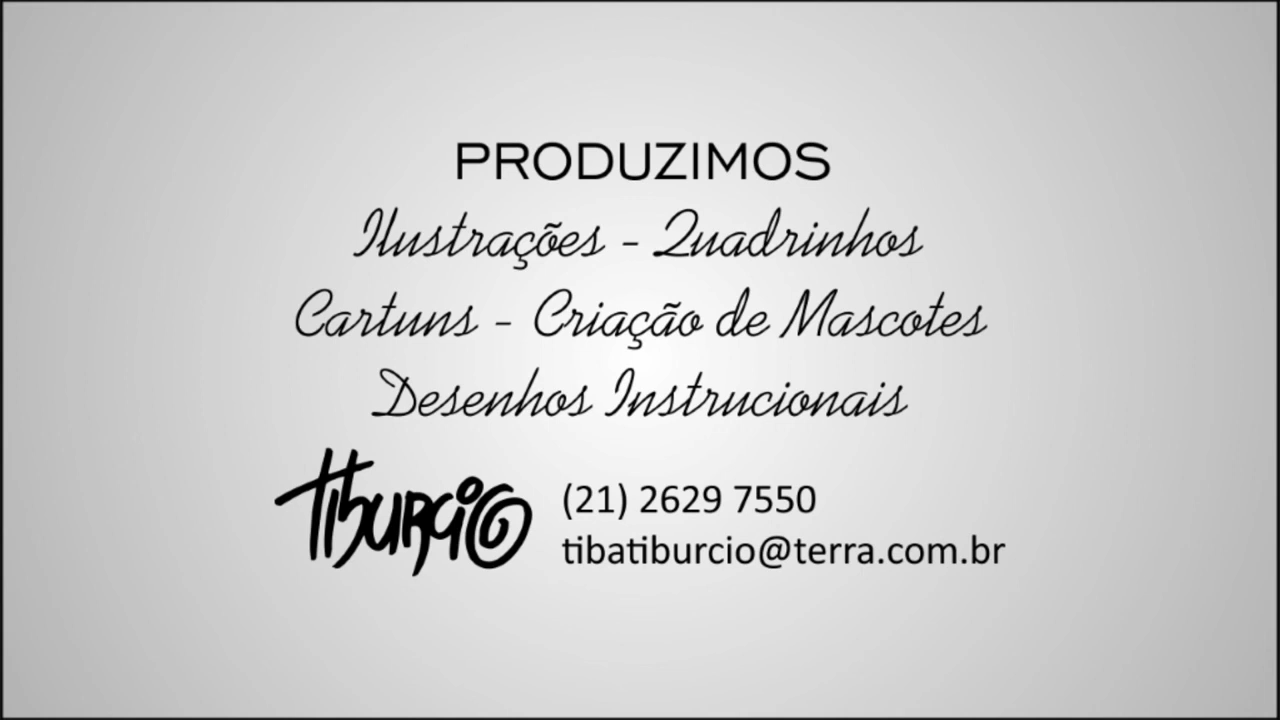 PRODUZIMOS
Ilustrações - Quadrinhos
Cartuns - Criação de Mascotes
Desenhos Instrucionais
Tiburcio
(21) 2629 7550
tibatiburcio@terra.com.br